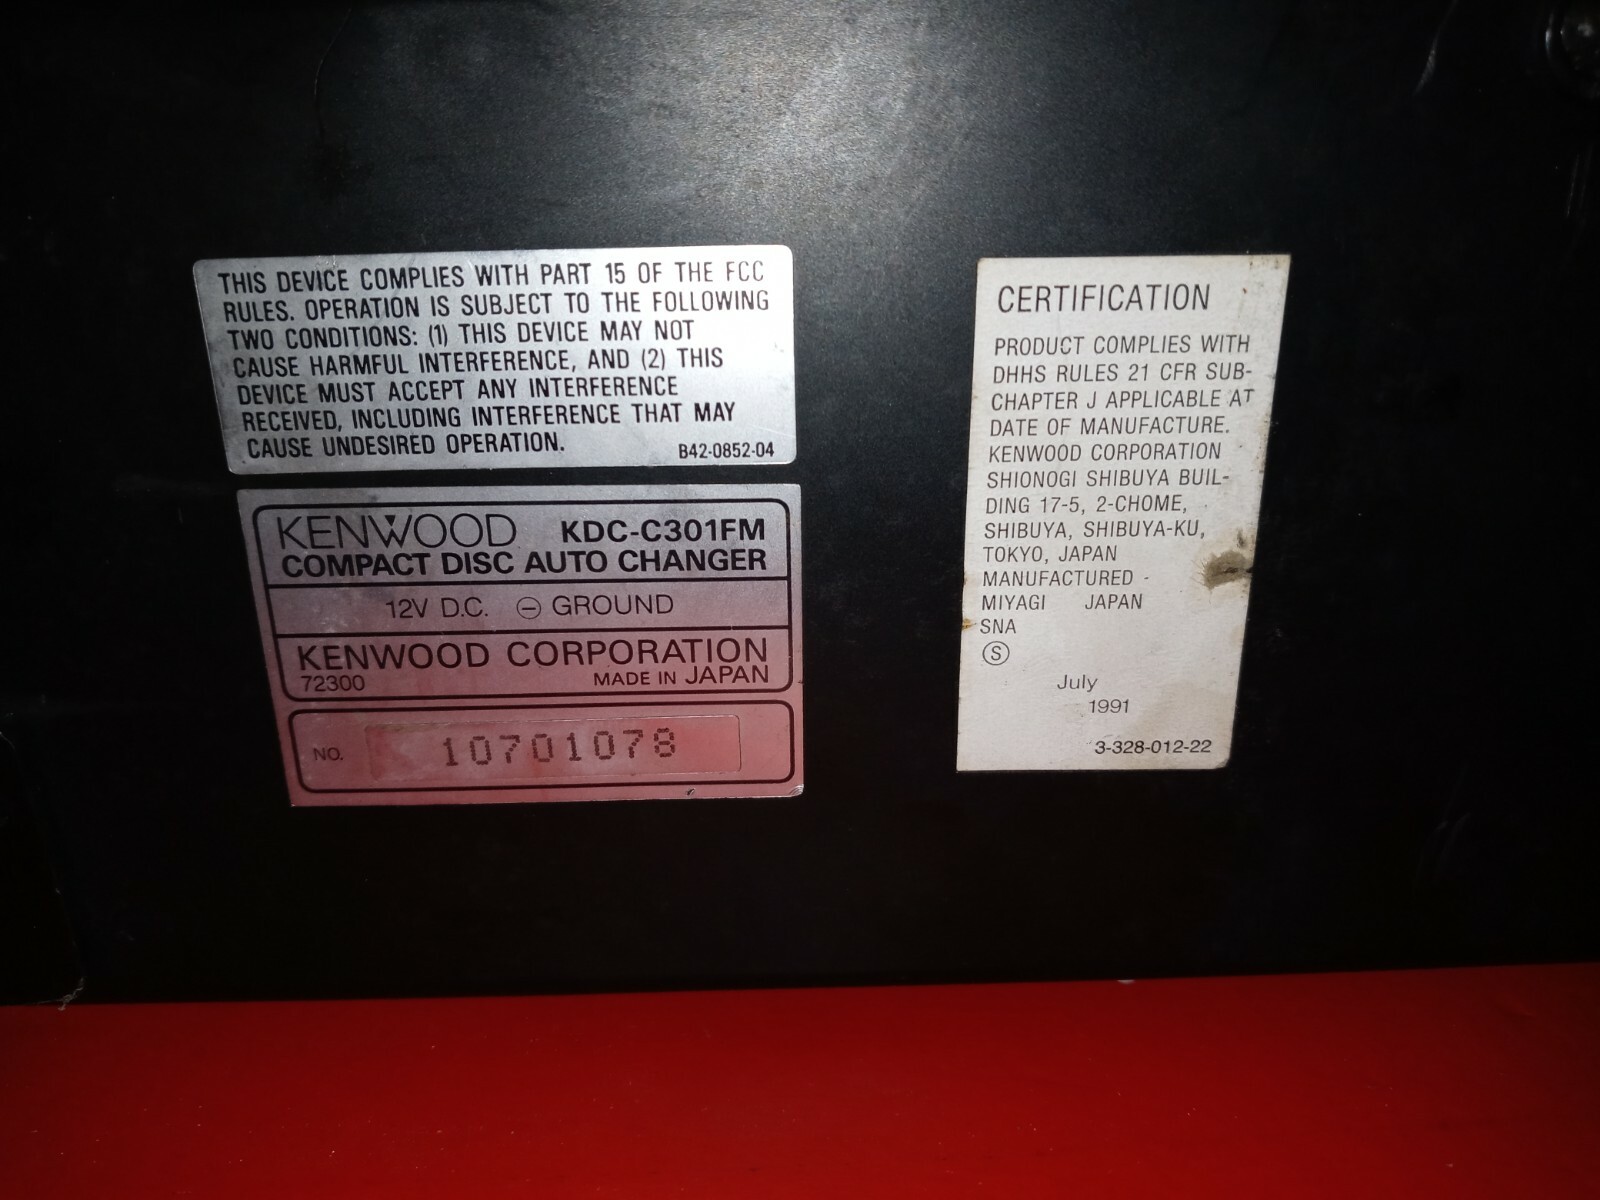 THIS DEVICE COMPLIES WITH PART 15 OF THE FCC
RULES. OPERATION IS SUBJECT TO THE FOLLOWING
TWO CONDITIONS: (1) THIS DEVICE MAY NOT
CAUSE HARMFUL INTERFERENCE, AND (2) THIS
DEVICE MUST ACCEPT ANY INTERFERENCE
RECEIVED, INCLUDING INTERFERENCE THAT MAY
CAUSE UNDESIRED OPERATION.
B42-0852-04
KENWOOD KDC-C301FM
COMPACT DISC AUTO CHANGER
12V D.C. ⊖ GROUND
KENWOOD CORPORATION
72300 MADE IN JAPAN
NO. 10701078
CERTIFICATION
PRODUCT COMPLIES WITH
DHHS RULES 21 CFR SUB-
CHAPTER J APPLICABLE AT
DATE OF MANUFACTURE.
KENWOOD CORPORATION
SHIONOGI SHIBUYA BUIL-
DING 17-5, 2-CHOME,
SHIBUYA, SHIBUYA-KU,
TOKYO, JAPAN
MANUFACTURED -
MIYAGI JAPAN
SNA
Ⓢ
July
1991
3-328-012-22